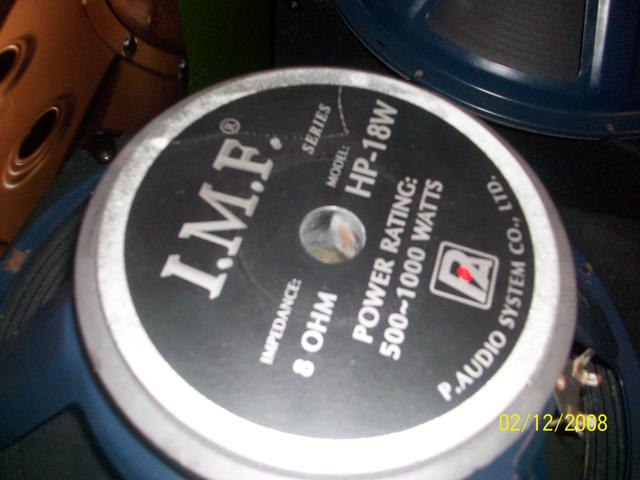 I.M.F.®
SERIES
MODEL:
HP-18W
IMPEDANCE:
8 OHM
POWER RATING:
500~1000 WATTS
PA
P.AUDIO SYSTEM CO., LTD.
02/12/2008